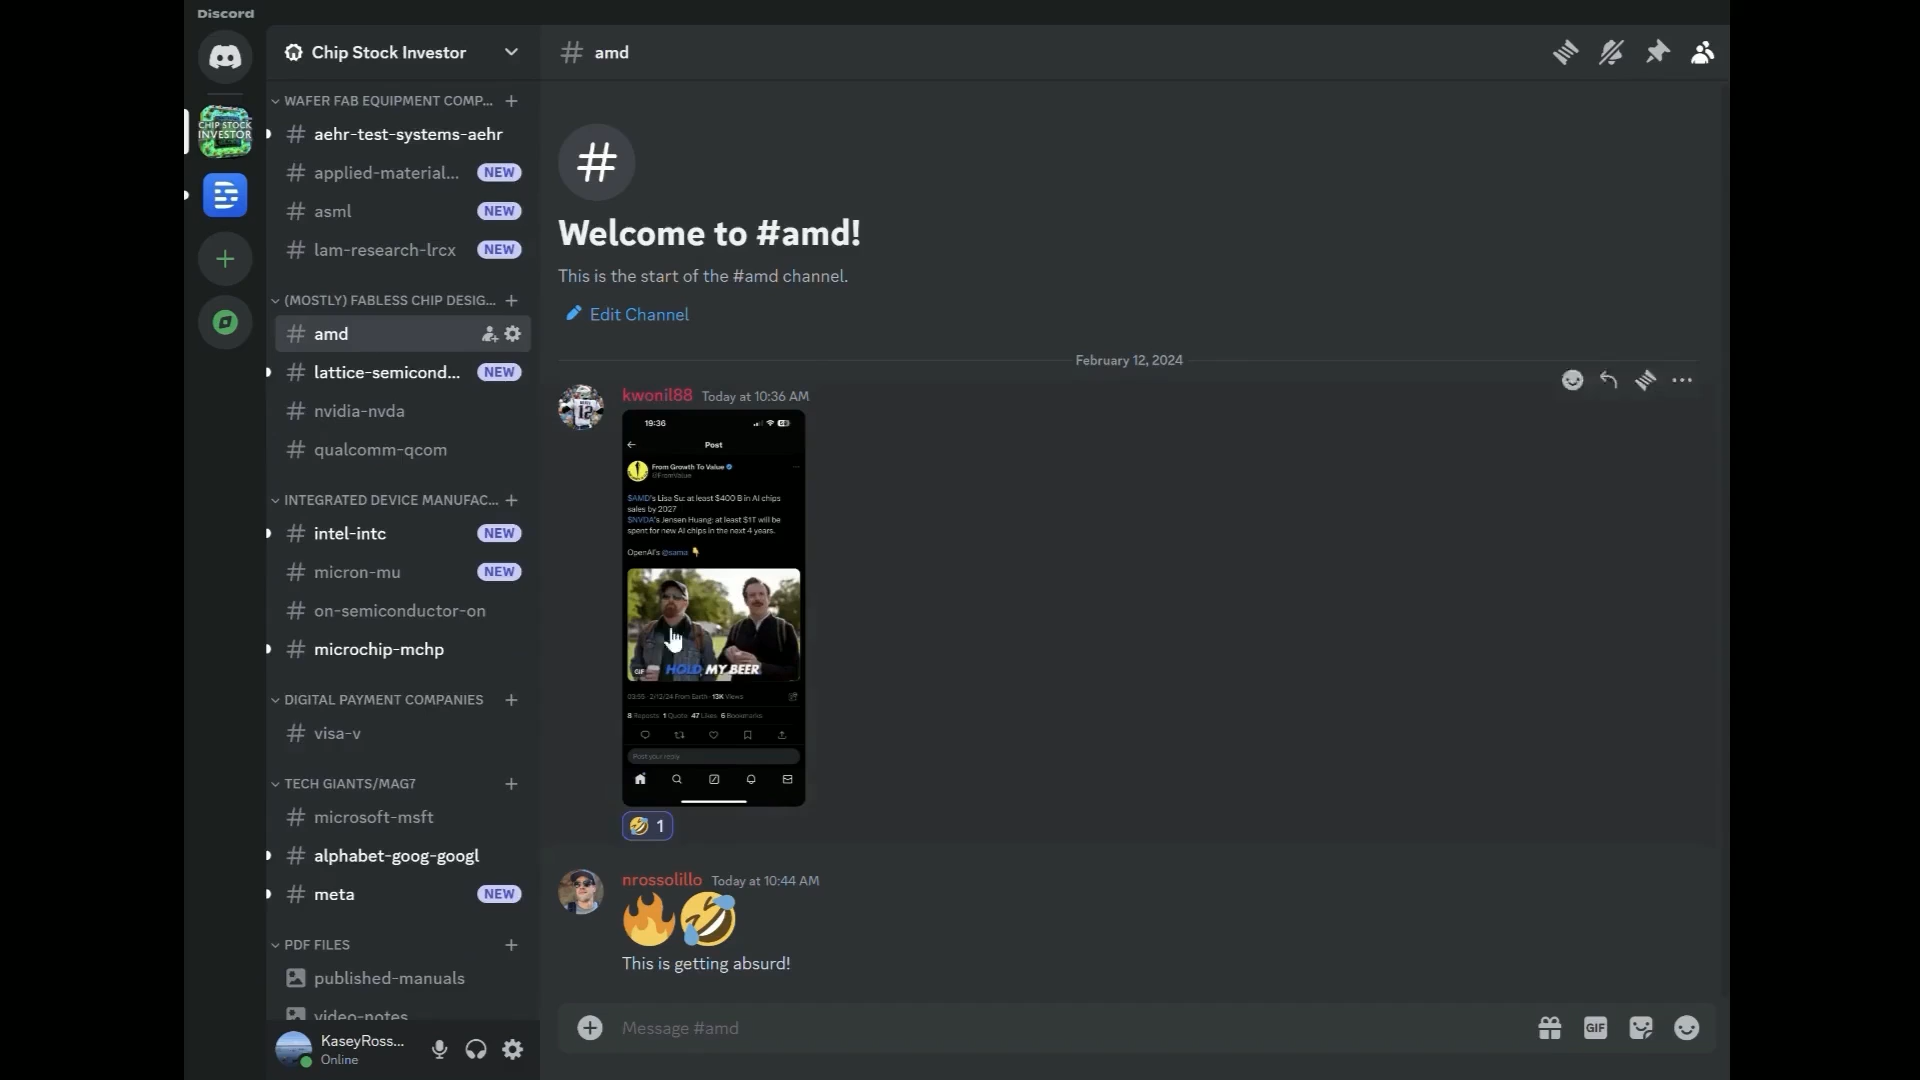 Discord
Chip Stock Investor
CHIP STOCK
INVESTOR
WAFER FAB EQUIPMENT COMP...
aehr-test-systems-aehr
applied-material... NEW
asml NEW
lam-research-lrcx NEW
(MOSTLY) FABLESS CHIP DESIG...
amd
lattice-semicond... NEW
nvidia-nvda
qualcomm-qcom
INTEGRATED DEVICE MANUFAC...
intel-intc NEW
micron-mu NEW
on-semiconductor-on
microchip-mchp
DIGITAL PAYMENT COMPANIES
visa-v
TECH GIANTS/MAG7
microsoft-msft
alphabet-goog-googl
meta NEW
PDF FILES
published-manuals
video-notes
KaseyRoss...
Online
# amd
Welcome to #amd!
This is the start of the #amd channel.
Edit Channel
February 12, 2024
kwonil88 Today at 10:36 AM
19:36
Post
From Growth To Value
@FromValue
$AMD's Lisa Su: at least $400 B in AI chips
sales by 2027
$NVDA's Jensen Huang: at least $1T will be
spent for new AI chips in the next 4 years.
OpenAI's @sama 👇
12
GIF
HOLD MY BEER
03:55 · 2/12/24 From Earth · 13K Views
8 Reposts 1 Quote 47 Likes 6 Bookmarks
Post your reply
🤣 1
nrossolillo Today at 10:44 AM
🔥🤣
This is getting absurd!
Message #amd
GIF